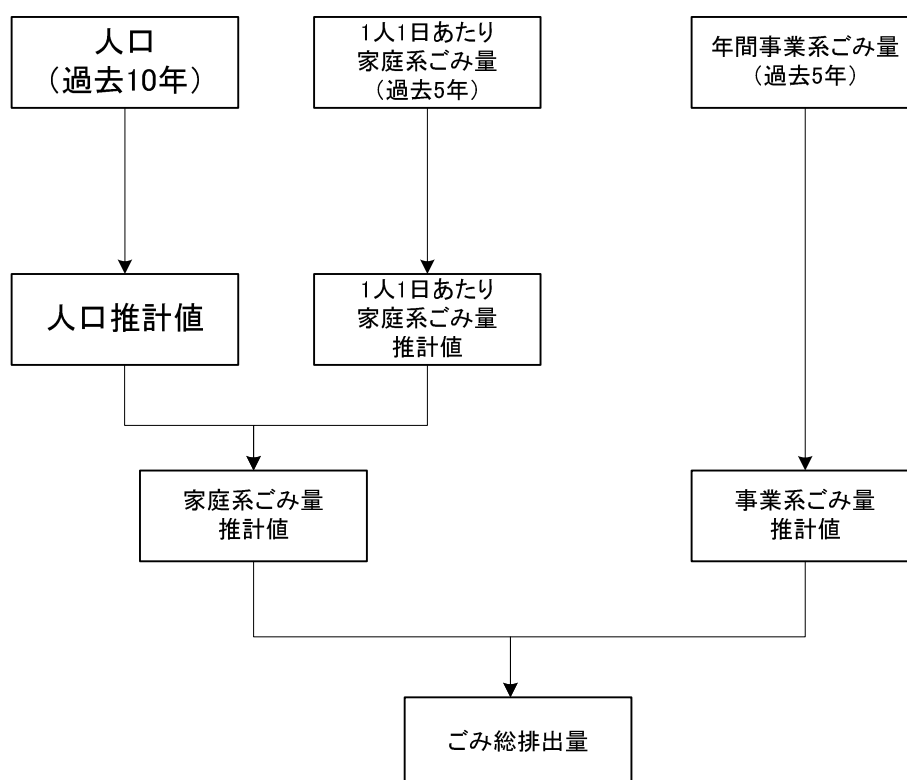 人口
（過去10年）
1人1日あたり
家庭系ごみ量
（過去5年）
年間事業系ごみ量
（過去5年）
人口推計値
1人1日あたり
家庭系ごみ量
推計値
家庭系ごみ量
推計値
事業系ごみ量
推計値
ごみ総排出量